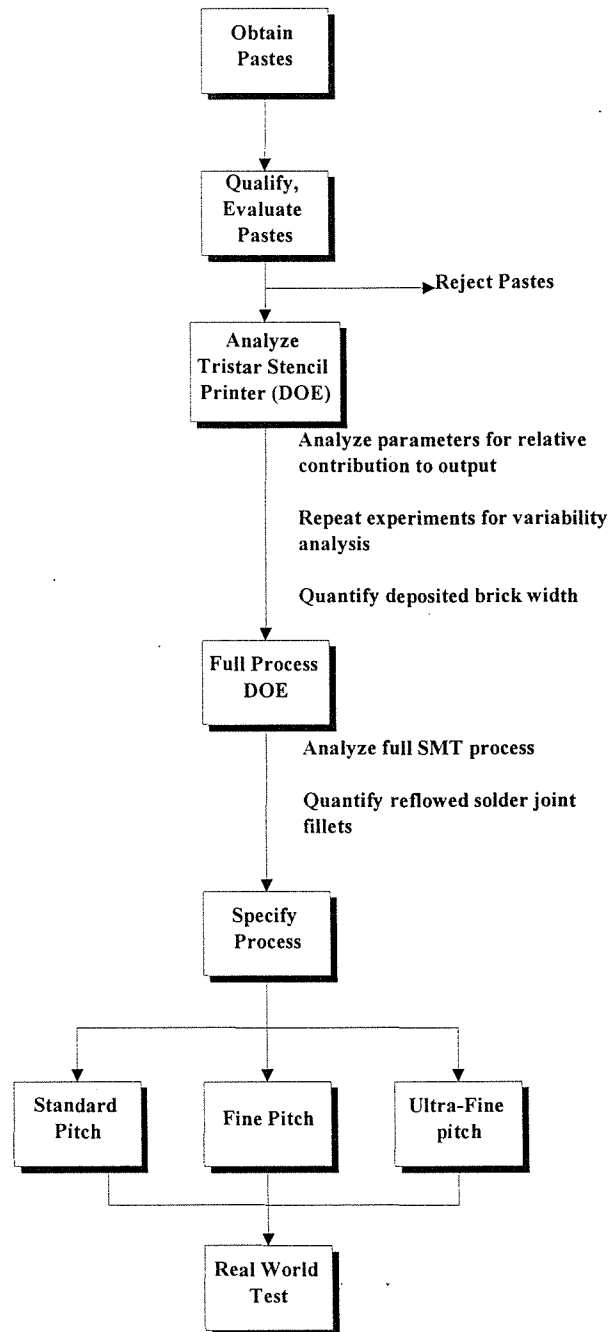 Obtain
Pastes
Qualify,
Evaluate
Pastes
Reject Pastes
Analyze
Tristar Stencil
Printer (DOE)
Analyze parameters for relative
contribution to output
Repeat experiments for variability
analysis
Quantify deposited brick width
Full Process
DOE
Analyze full SMT process
Quantify reflowed solder joint
fillets
Specify
Process
Standard
Pitch
Fine Pitch
Ultra-Fine
pitch
Real World
Test